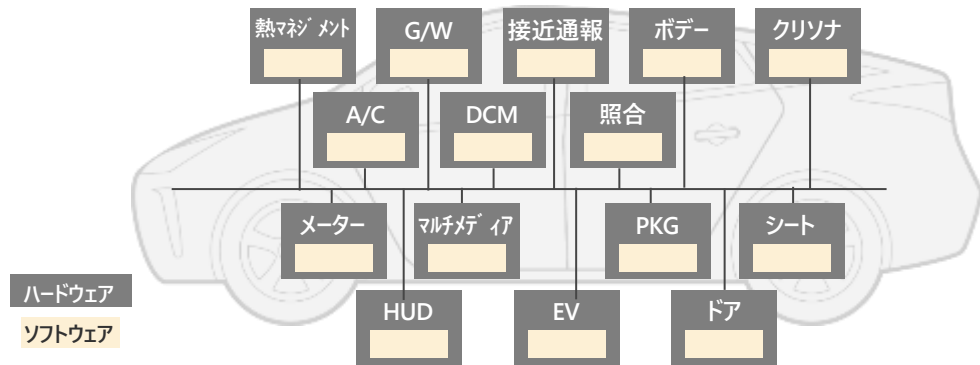 熱マネジメント
G/W
接近通報
ボデー
クリソナ
A/C
DCM
照合
メーター
マルチメディア
PKG
シート
HUD
EV
ドア
ハードウェア
ソフトウェア